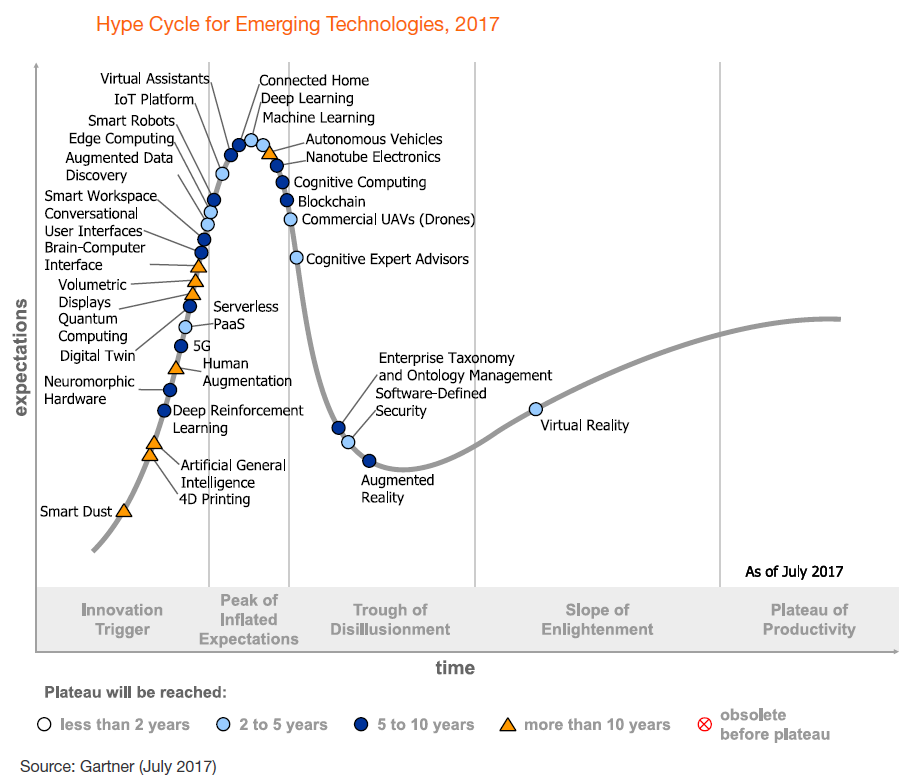 Hype Cycle for Emerging Technologies, 2017
expectations
Virtual Assistants
IoT Platform
Smart Robots
Edge Computing
Augmented Data
Discovery
Smart Workspace
Conversational
User Interfaces
Brain-Computer
Interface
Volumetric
Displays
Quantum
Computing
Digital Twin
Serverless
PaaS
5G
Human
Augmentation
Neuromorphic
Hardware
Deep Reinforcement
Learning
Artificial General
Intelligence
4D Printing
Smart Dust
Connected Home
Deep Learning
Machine Learning
Autonomous Vehicles
Nanotube Electronics
Cognitive Computing
Blockchain
Commercial UAVs (Drones)
Cognitive Expert Advisors
Enterprise Taxonomy
and Ontology Management
Software-Defined
Security
Augmented
Reality
Virtual Reality
As of July 2017
Innovation
Trigger
Peak of
Inflated
Expectations
Trough of
Disillusionment
Slope of
Enlightenment
Plateau of
Productivity
time
Plateau will be reached:
less than 2 years
2 to 5 years
5 to 10 years
more than 10 years
obsolete
before plateau
Source: Gartner (July 2017)